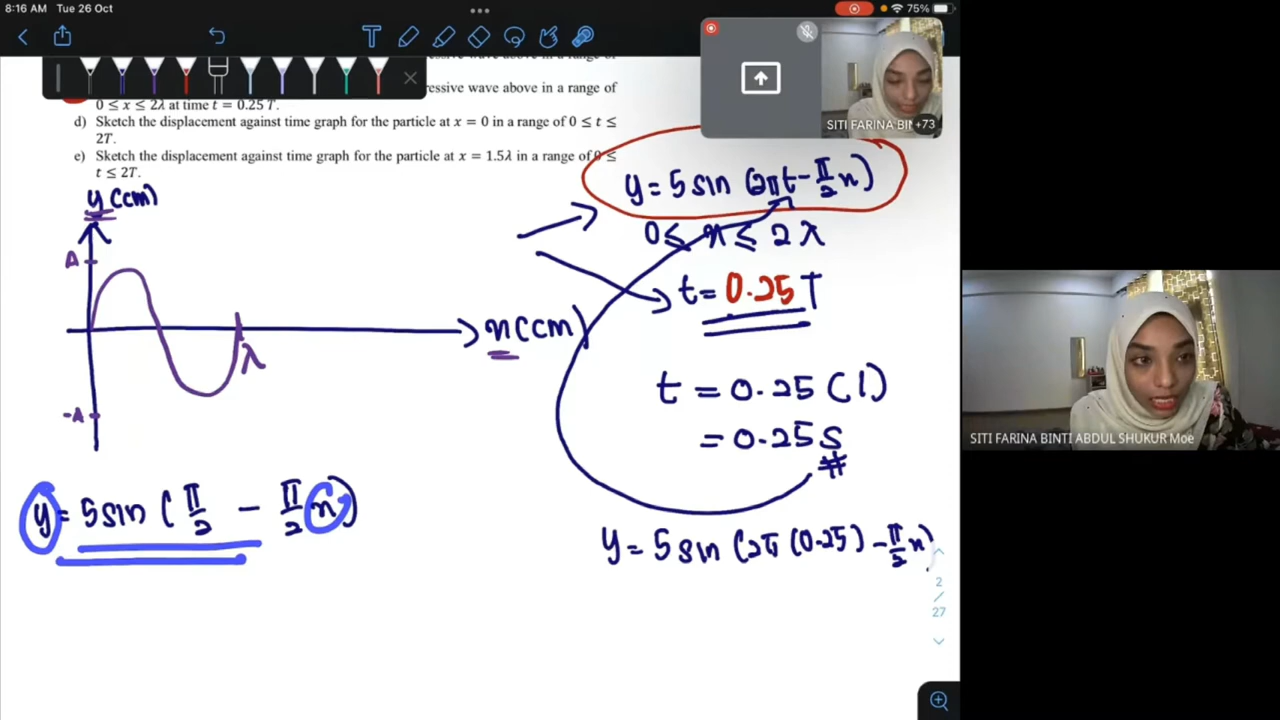 8:16 AM Tue 26 Oct
75%
ressive wave above in a range of
0 ≤ x ≤ 2λ at time t = 0.25 T.
d) Sketch the displacement against time graph for the particle at x = 0 in a range of 0 ≤ t ≤
2T.
e) Sketch the displacement against time graph for the particle at x = 1.5λ in a range of 0 ≤
t ≤ 2T.
SITI FARINA BIN +73
y (cm)
A
-A
λ
x (cm)
y = 5 sin (π/2 - π/2 x)
y = 5 sin (2πt - π/2 x)
0 ≤ x ≤ 2λ
t = 0.25 T
t = 0.25 (1)
= 0.25 s
#
y = 5 sin (2π (0.25) - π/2 x)
2
/
27
SITI FARINA BINTI ABDUL SHUKUR Moe